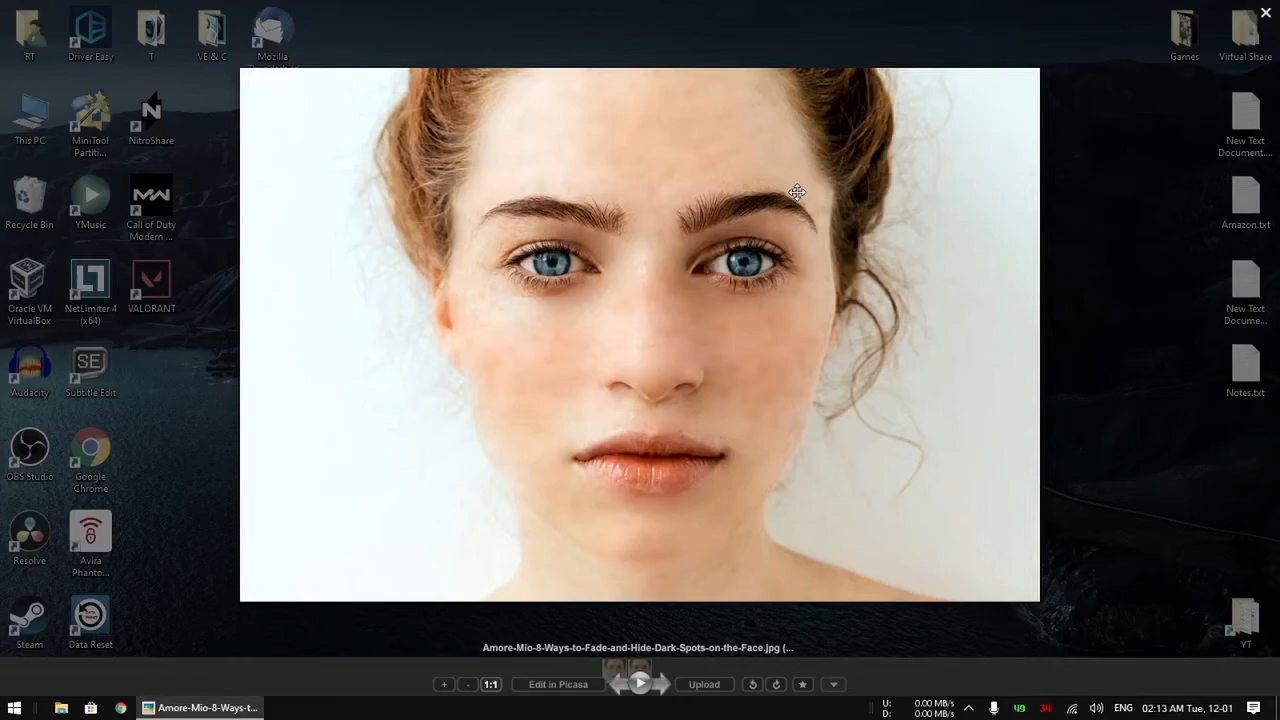 RT
Driver Easy
T
VE & C
Mozilla
Games
Virtual Share
This PC
MiniTool
Partiti...
NitroShare
New Text
Document....
Recycle Bin
YMusic
Call of Duty
Modern ...
Amazon.txt
Oracle VM
VirtualBox
NetLimiter 4
(x64)
VALORANT
New Text
Docume...
Audacity
Subtitle Edit
Notes.txt
OBS Studio
Google
Chrome
Resolve
Avira
Phanto...
Steam
Data Reset
YT
Amore-Mio-8-Ways-to-Fade-and-Hide-Dark-Spots-on-the-Face.jpg (...
+ - 1:1 Edit in Picasa Upload
Amore-Mio-8-Ways-t...
U: 0.00 MB/s
D: 0.00 MB/s
49 34 ENG 02:13 AM Tue, 12-01